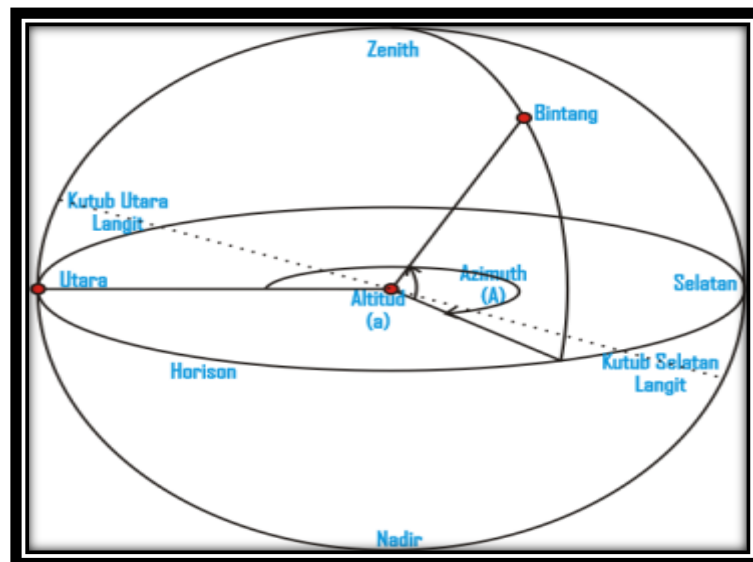 Zenith
Bintang
Kutub Utara
Langit
Utara
Azimuth
(A)
Selatan
Altitud
(a)
Horison
Kutub Selatan
Langit
Nadir